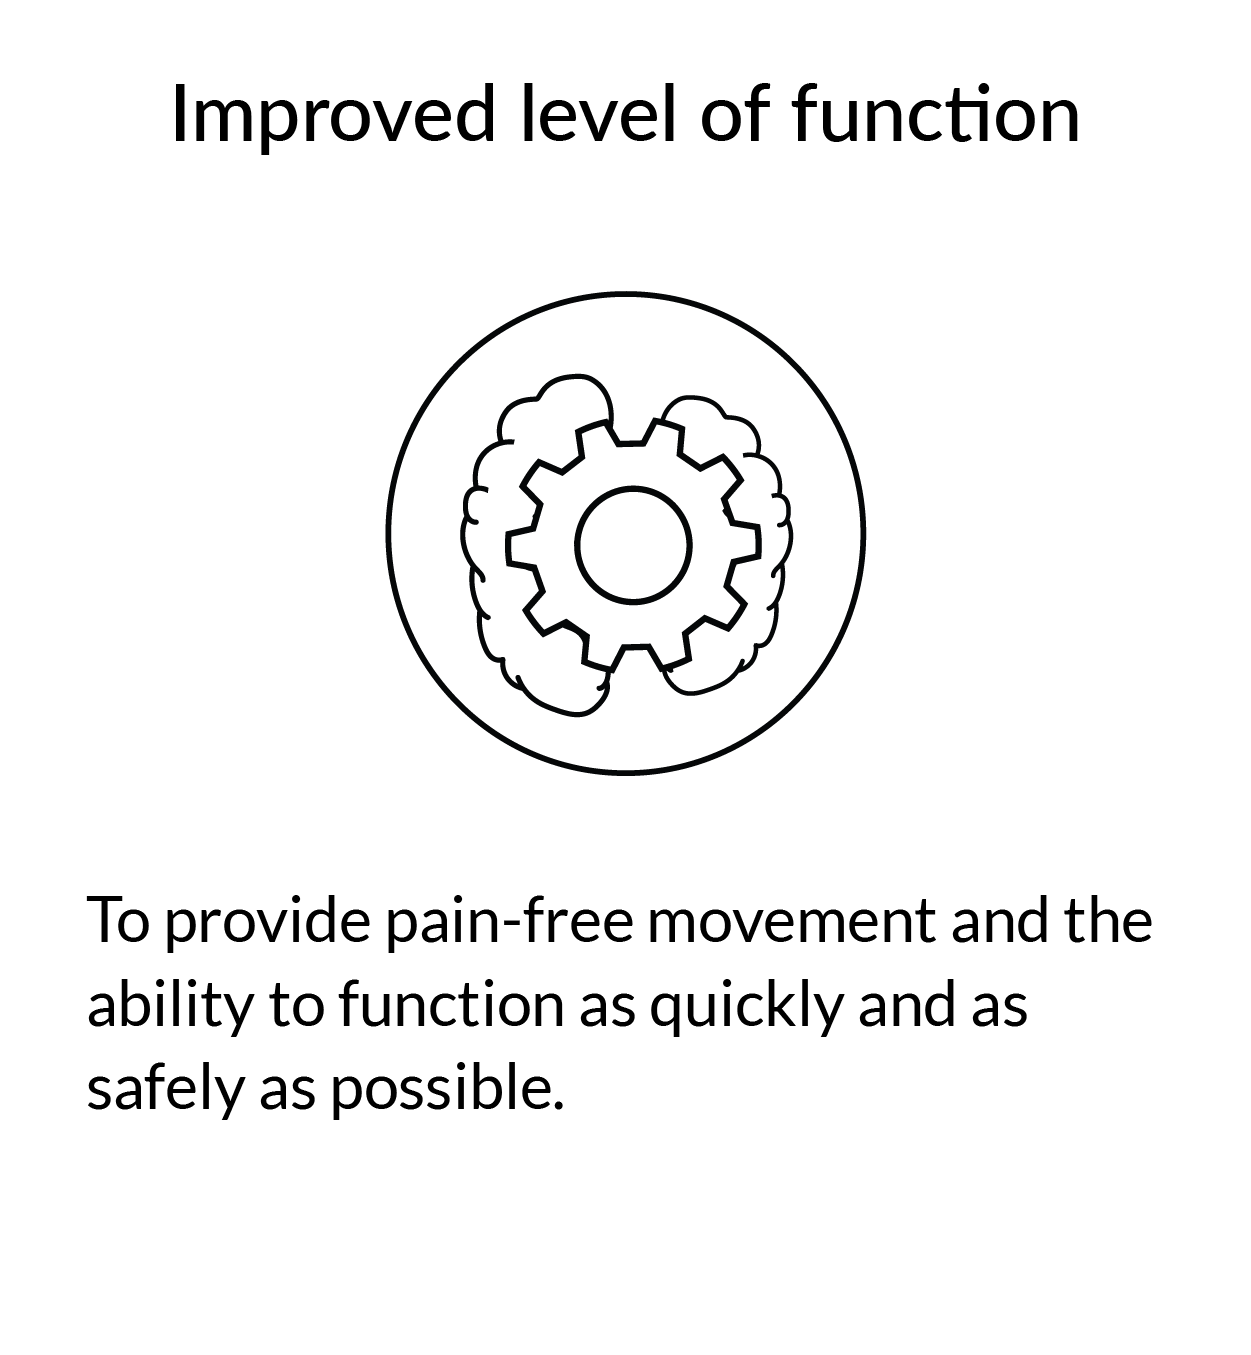 Improved level of function
To provide pain-free movement and the
ability to function as quickly and as
safely as possible.